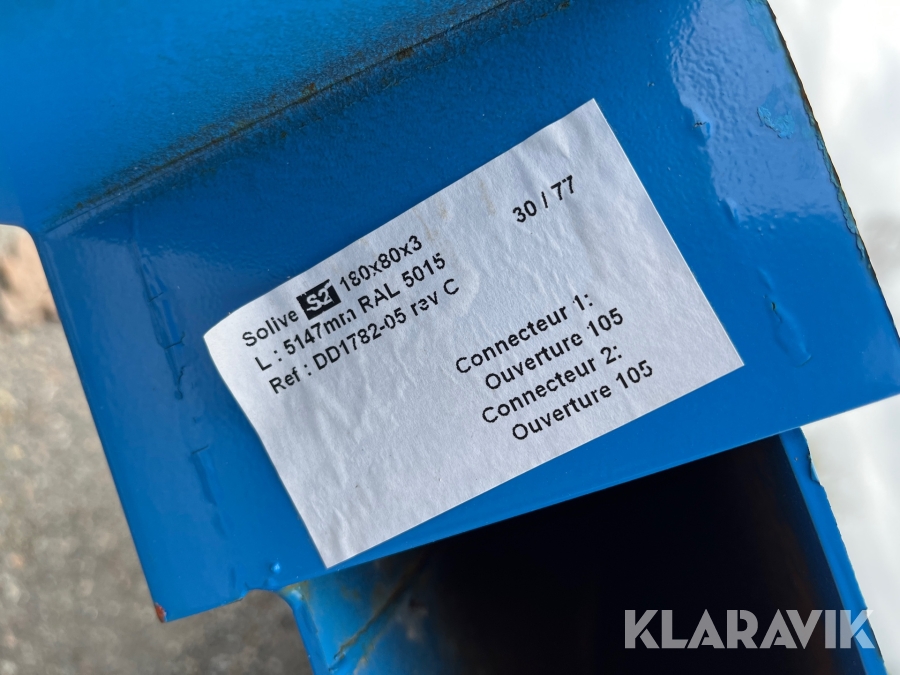 Solive S2 180x80x3
30 / 77
L : 5147mm RAL 5015
Ref : DD1782-05 rev C
Connecteur 1:
Ouverture 105
Connecteur 2:
Ouverture 105
KLARAVIK